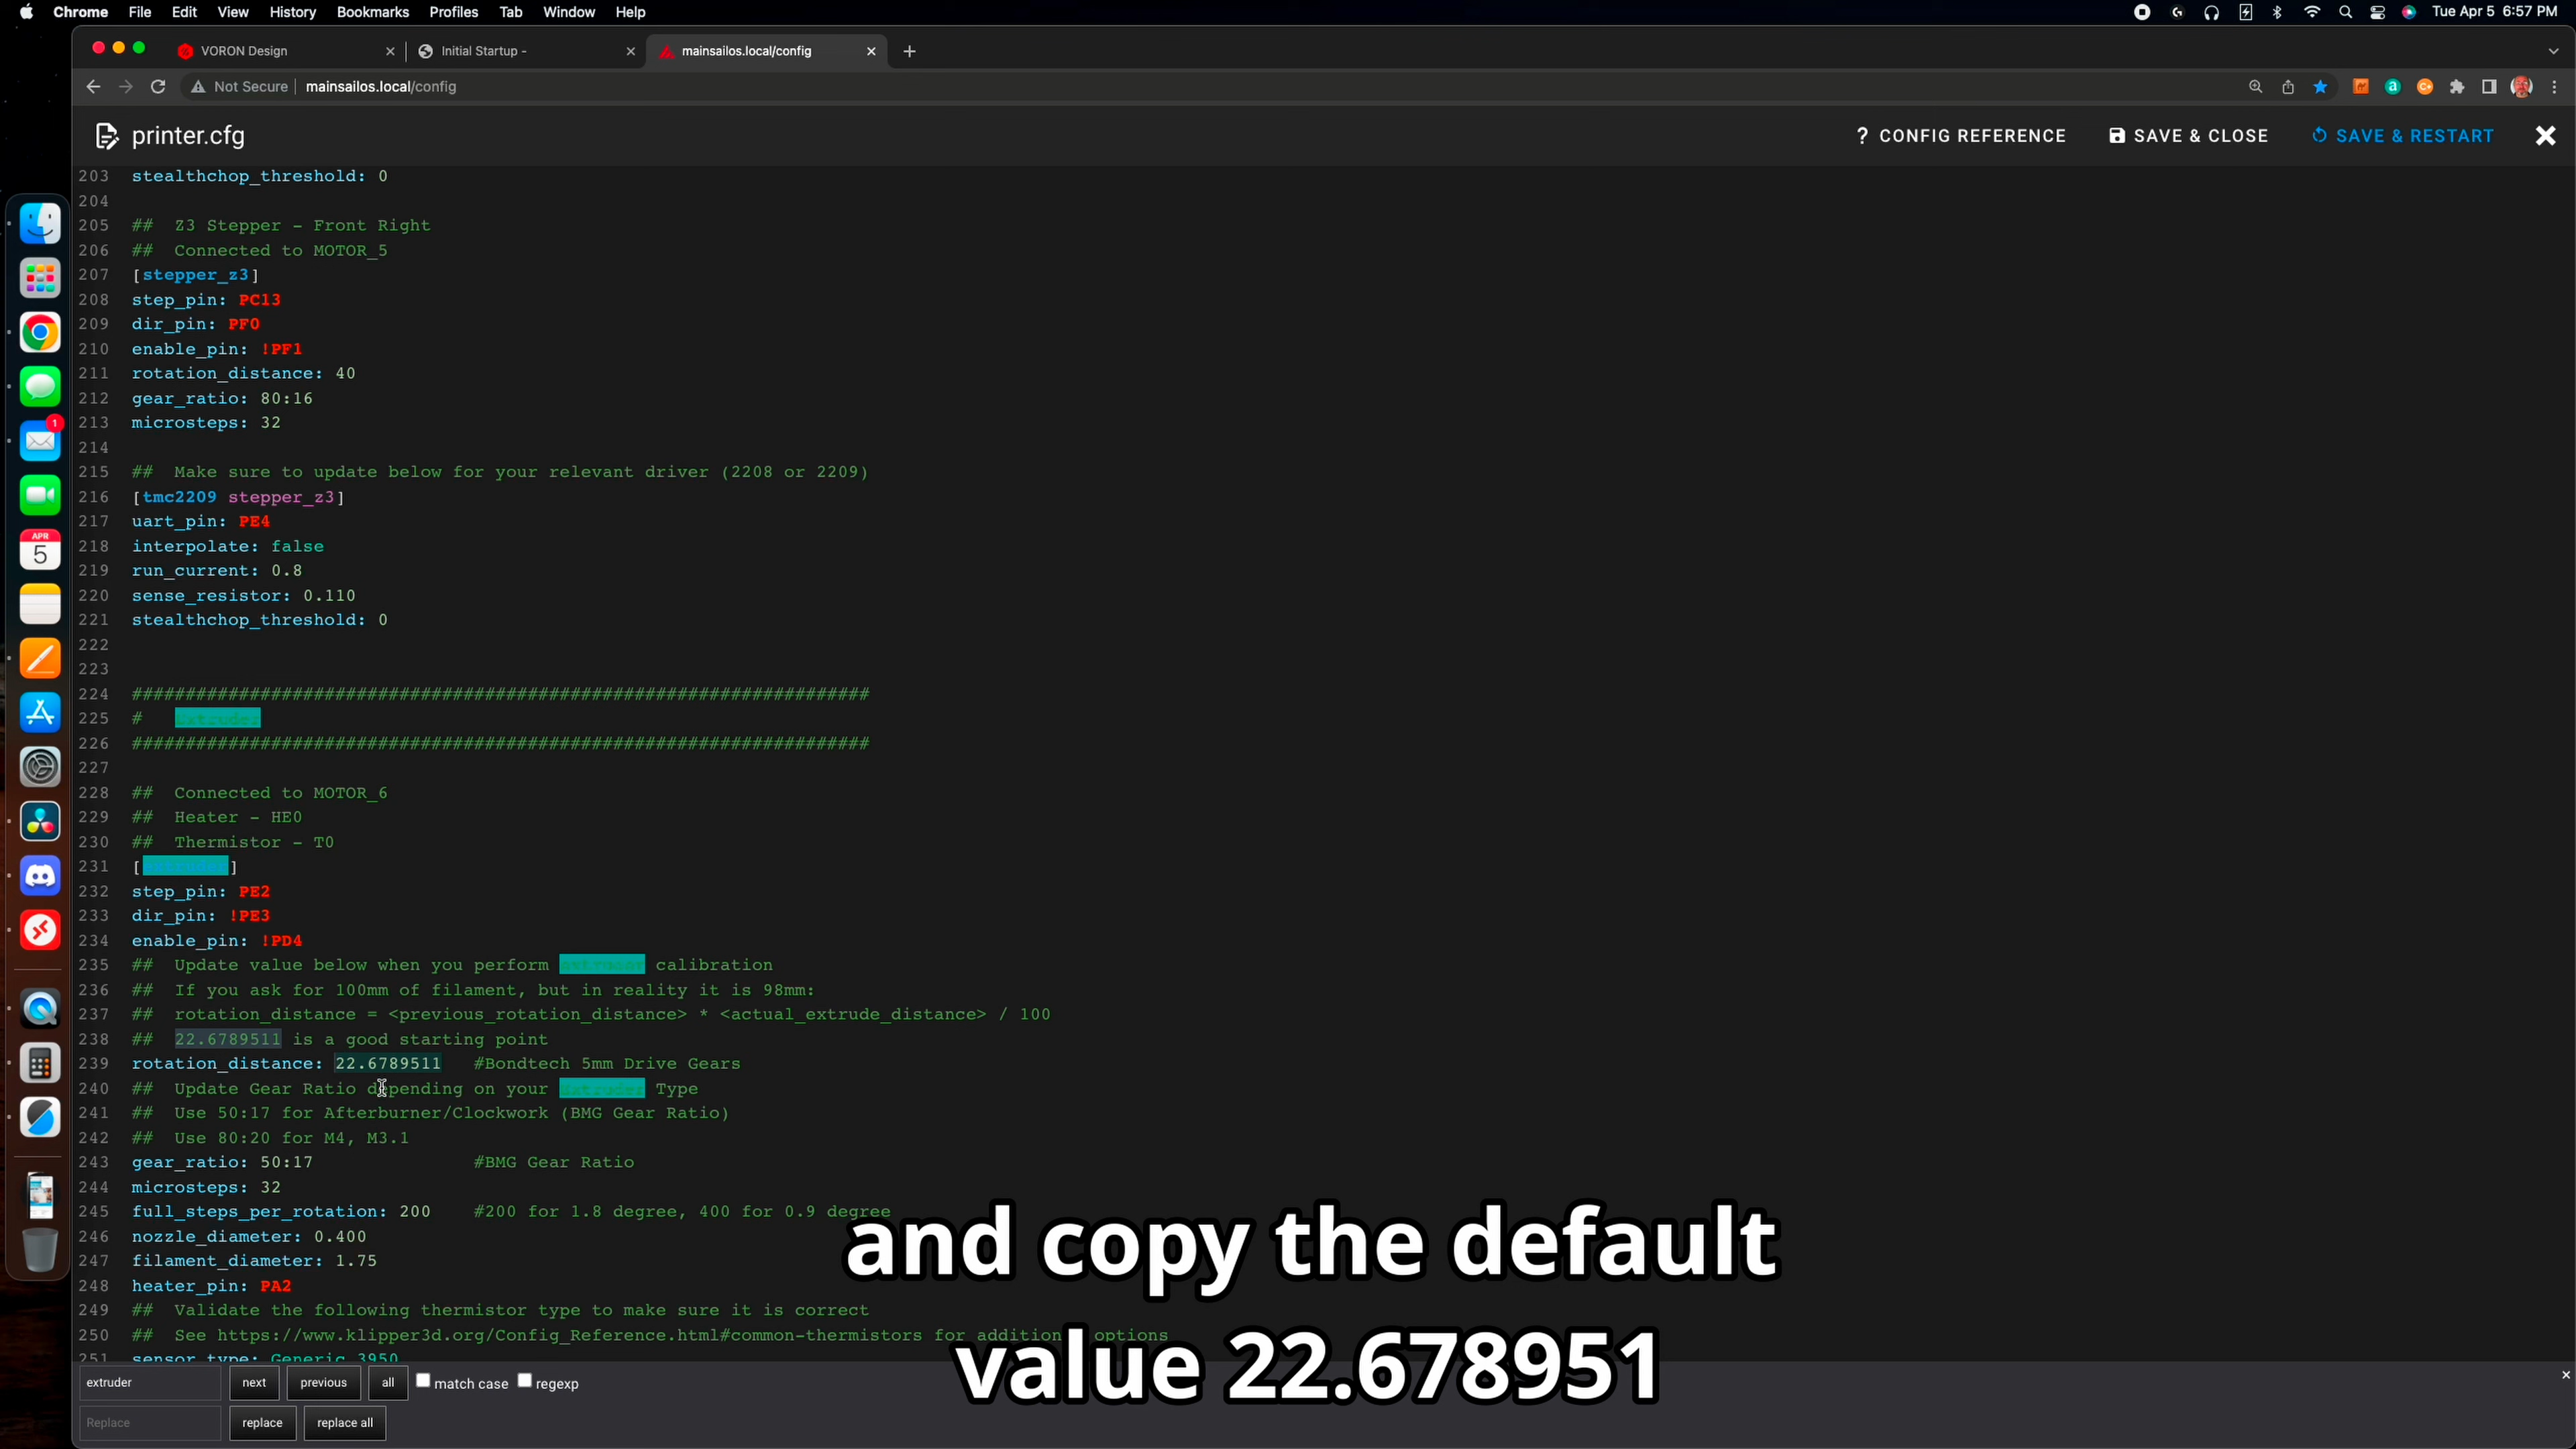 Chrome File Edit View History Bookmarks Profiles Tab Window Help
Tue Apr 5 6:57 PM
VORON Design
Initial Startup -
mainsailos.local/config
Not Secure
mainsailos.local/config
printer.cfg
? CONFIG REFERENCE
SAVE & CLOSE
SAVE & RESTART
203 stealthchop_threshold: 0
204
205 ## Z3 Stepper - Front Right
206 ## Connected to MOTOR_5
207 [stepper_z3]
208 step_pin: PC13
209 dir_pin: PF0
210 enable_pin: !PF1
211 rotation_distance: 40
212 gear_ratio: 80:16
213 microsteps: 32
214
215 ## Make sure to update below for your relevant driver (2208 or 2209)
216 [tmc2209 stepper_z3]
217 uart_pin: PE4
218 interpolate: false
219 run_current: 0.8
220 sense_resistor: 0.110
221 stealthchop_threshold: 0
222
223
224 #####################################################################
225 # Extruder
226 #####################################################################
227
228 ## Connected to MOTOR_6
229 ## Heater - HE0
230 ## Thermistor - T0
231 [extruder]
232 step_pin: PE2
233 dir_pin: !PE3
234 enable_pin: !PD4
235 ## Update value below when you perform extruder calibration
236 ## If you ask for 100mm of filament, but in reality it is 98mm:
237 ## rotation_distance = <previous_rotation_distance> * <actual_extrude_distance> / 100
238 ## 22.6789511 is a good starting point
239 rotation_distance: 22.6789511 #Bondtech 5mm Drive Gears
240 ## Update Gear Ratio depending on your Extruder Type
241 ## Use 50:17 for Afterburner/Clockwork (BMG Gear Ratio)
242 ## Use 80:20 for M4, M3.1
243 gear_ratio: 50:17 #BMG Gear Ratio
244 microsteps: 32
245 full_steps_per_rotation: 200 #200 for 1.8 degree, 400 for 0.9 degree
246 nozzle_diameter: 0.400
247 filament_diameter: 1.75
248 heater_pin: PA2
249 ## Validate the following thermistor type to make sure it is correct
250 ## See https://www.klipper3d.org/Config_Reference.html#common-thermistors for options
251 sensor_type: Generic 3950
and copy the default
value 22.678951
extruder next previous all match case regexp
Replace replace replace all
APR
5
1